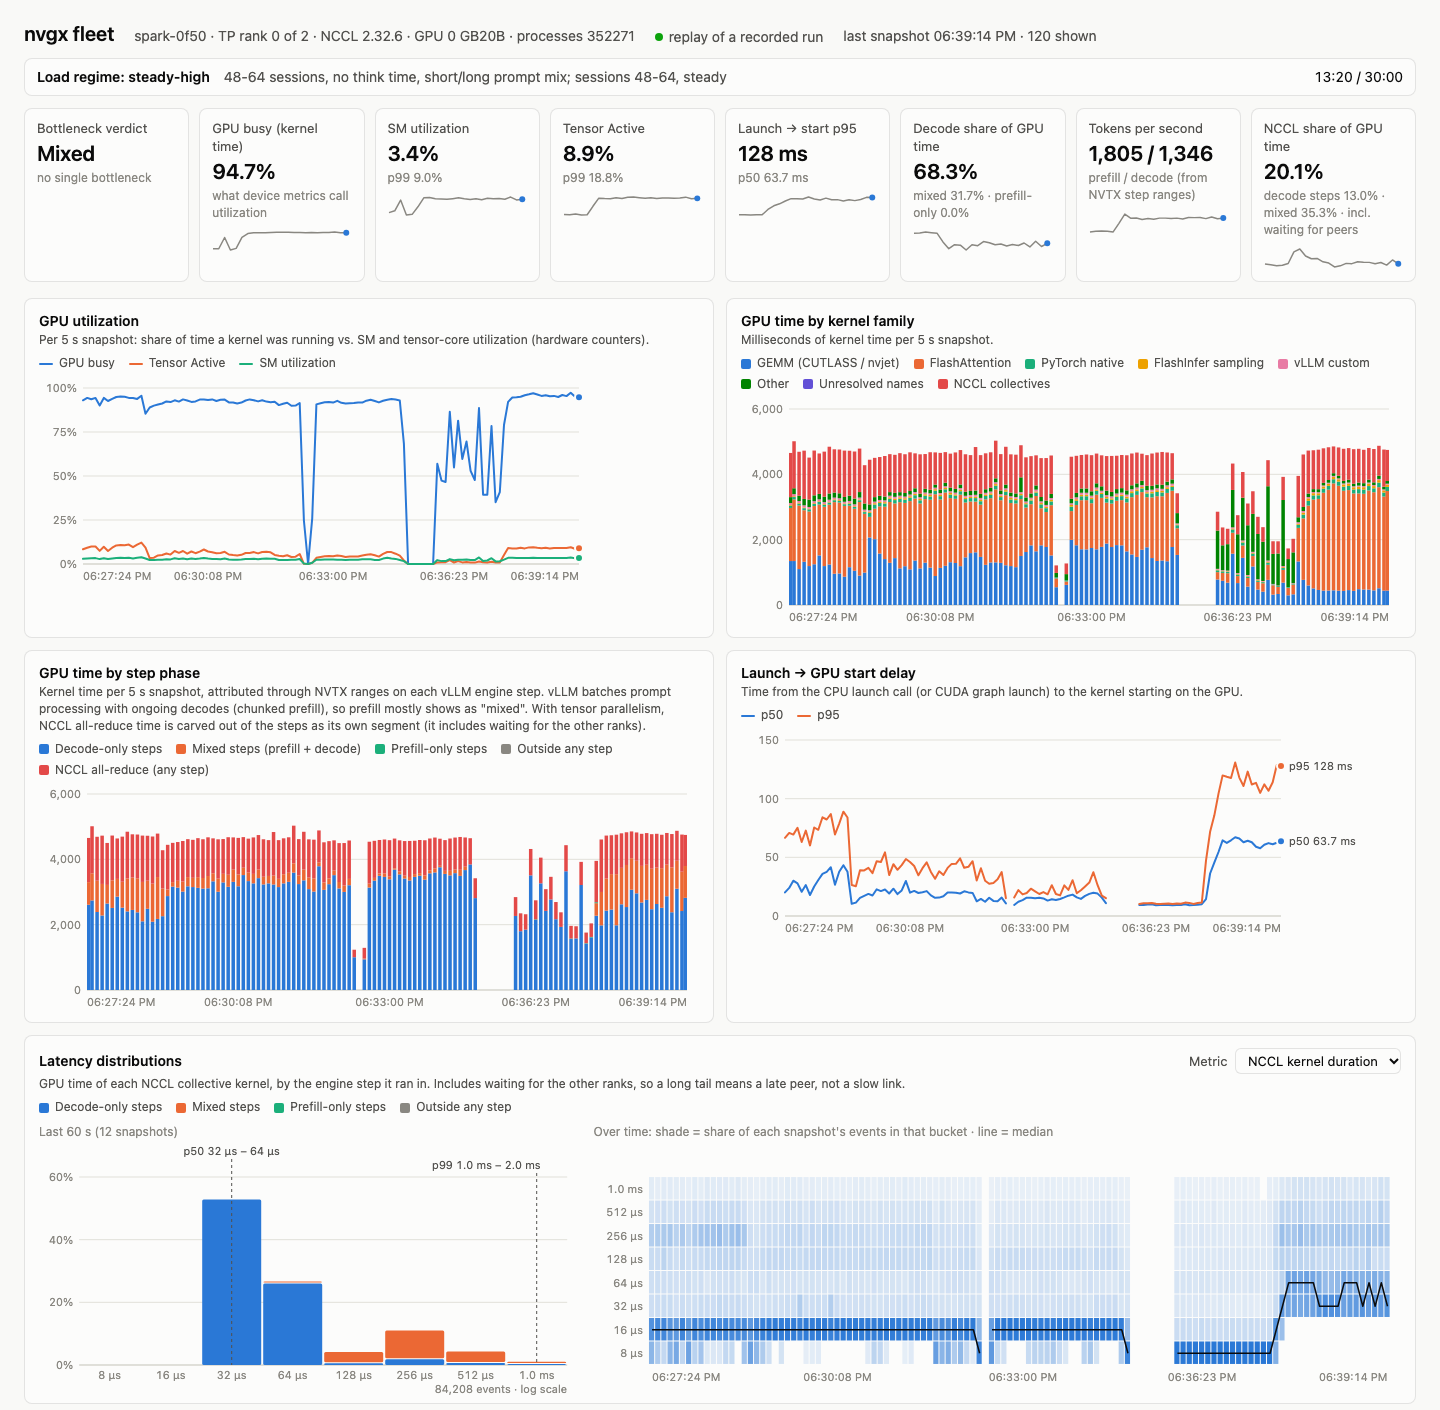 nvgx fleet spark-0f50 · TP rank 0 of 2 · NCCL 2.32.6 · GPU 0 GB20B · processes 352271 replay of a recorded run last snapshot 06:39:14 PM · 120 shown
Load regime: steady-high 48-64 sessions, no think time, short/long prompt mix; sessions 48-64, steady 13:20 / 30:00
Bottleneck verdict
Mixed
no single bottleneck
GPU busy (kernel
time)
94.7%
what device metrics call
utilization
SM utilization
3.4%
p99 9.0%
Tensor Active
8.9%
p99 18.8%
Launch → start p95
128 ms
p50 63.7 ms
Decode share of GPU
time
68.3%
mixed 31.7% · prefill-
only 0.0%
Tokens per second
1,805 / 1,346
prefill / decode (from
NVTX step ranges)
NCCL share of GPU
time
20.1%
decode steps 13.0% ·
mixed 35.3% · incl.
waiting for peers
GPU utilization
Per 5 s snapshot: share of time a kernel was running vs. SM and tensor-core utilization (hardware counters).
GPU busy Tensor Active SM utilization
100%
75%
50%
25%
0%
06:27:24 PM 06:30:08 PM 06:33:00 PM 06:36:23 PM 06:39:14 PM
GPU time by kernel family
Milliseconds of kernel time per 5 s snapshot.
GEMM (CUTLASS / nvjet) FlashAttention PyTorch native FlashInfer sampling vLLM custom
Other Unresolved names NCCL collectives
6,000
4,000
2,000
0
06:27:24 PM 06:30:08 PM 06:33:00 PM 06:36:23 PM 06:39:14 PM
GPU time by step phase
Kernel time per 5 s snapshot, attributed through NVTX ranges on each vLLM engine step. vLLM batches prompt
processing with ongoing decodes (chunked prefill), so prefill mostly shows as "mixed". With tensor parallelism,
NCCL all-reduce time is carved out of the steps as its own segment (it includes waiting for the other ranks).
Decode-only steps Mixed steps (prefill + decode) Prefill-only steps Outside any step
NCCL all-reduce (any step)
6,000
4,000
2,000
0
06:27:24 PM 06:30:08 PM 06:33:00 PM 06:36:23 PM 06:39:14 PM
Launch → GPU start delay
Time from the CPU launch call (or CUDA graph launch) to the kernel starting on the GPU.
p50 p95
150
100
50
0
p95 128 ms
p50 63.7 ms
06:27:24 PM 06:30:08 PM 06:33:00 PM 06:36:23 PM 06:39:14 PM
Latency distributions
Metric NCCL kernel duration
GPU time of each NCCL collective kernel, by the engine step it ran in. Includes waiting for the other ranks, so a long tail means a late peer, not a slow link.
Decode-only steps Mixed steps Prefill-only steps Outside any step
Last 60 s (12 snapshots)
p50 32 µs – 64 µs
p99 1.0 ms – 2.0 ms
60%
40%
20%
0%
8 µs 16 µs 32 µs 64 µs 128 µs 256 µs 512 µs 1.0 ms
84,208 events · log scale
Over time: shade = share of each snapshot's events in that bucket · line = median
1.0 ms
512 µs
256 µs
128 µs
64 µs
32 µs
16 µs
8 µs
06:27:24 PM 06:30:08 PM 06:33:00 PM 06:36:23 PM 06:39:14 PM